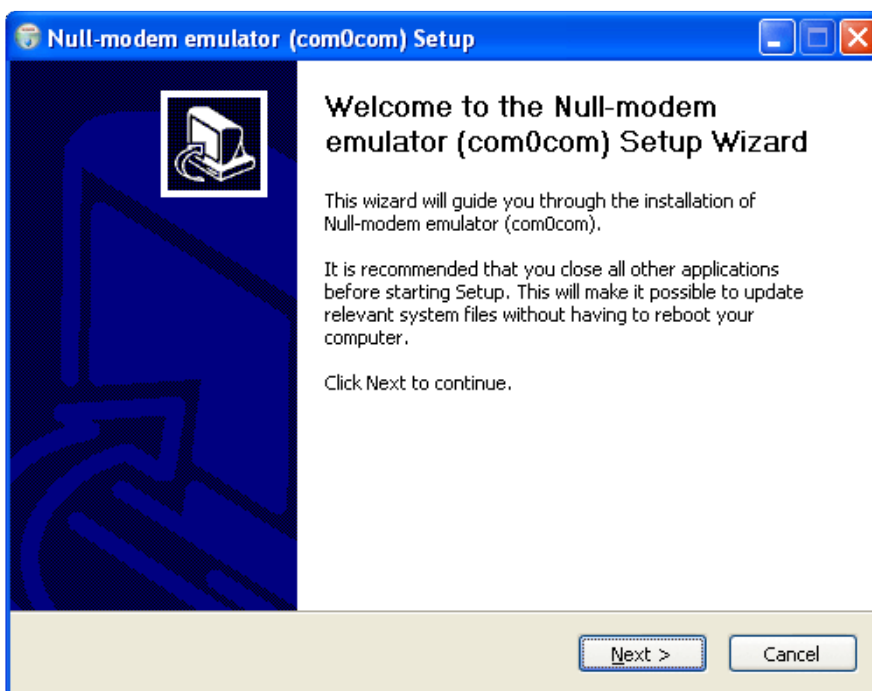 Null-modem emulator (com0com) Setup
Welcome to the Null-modem
emulator (com0com) Setup Wizard
This wizard will guide you through the installation of
Null-modem emulator (com0com).
It is recommended that you close all other applications
before starting Setup. This will make it possible to update
relevant system files without having to reboot your
computer.
Click Next to continue.
Next >
Cancel